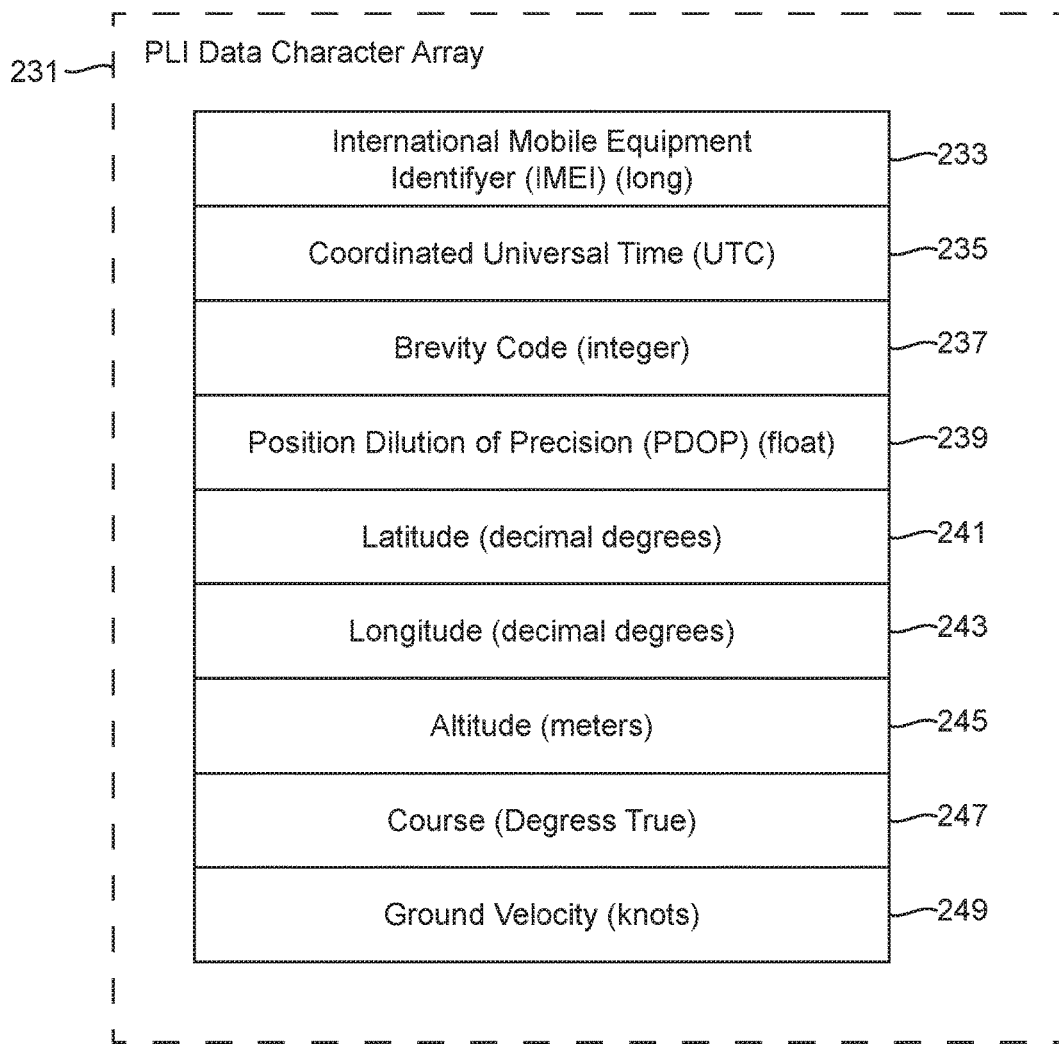 231
PLI Data Character Array
International Mobile Equipment
Identifyer (IMEI) (long)
233
Coordinated Universal Time (UTC)
235
Brevity Code (integer)
237
Position Dilution of Precision (PDOP) (float)
239
Latitude (decimal degrees)
241
Longitude (decimal degrees)
243
Altitude (meters)
245
Course (Degress True)
247
Ground Velocity (knots)
249